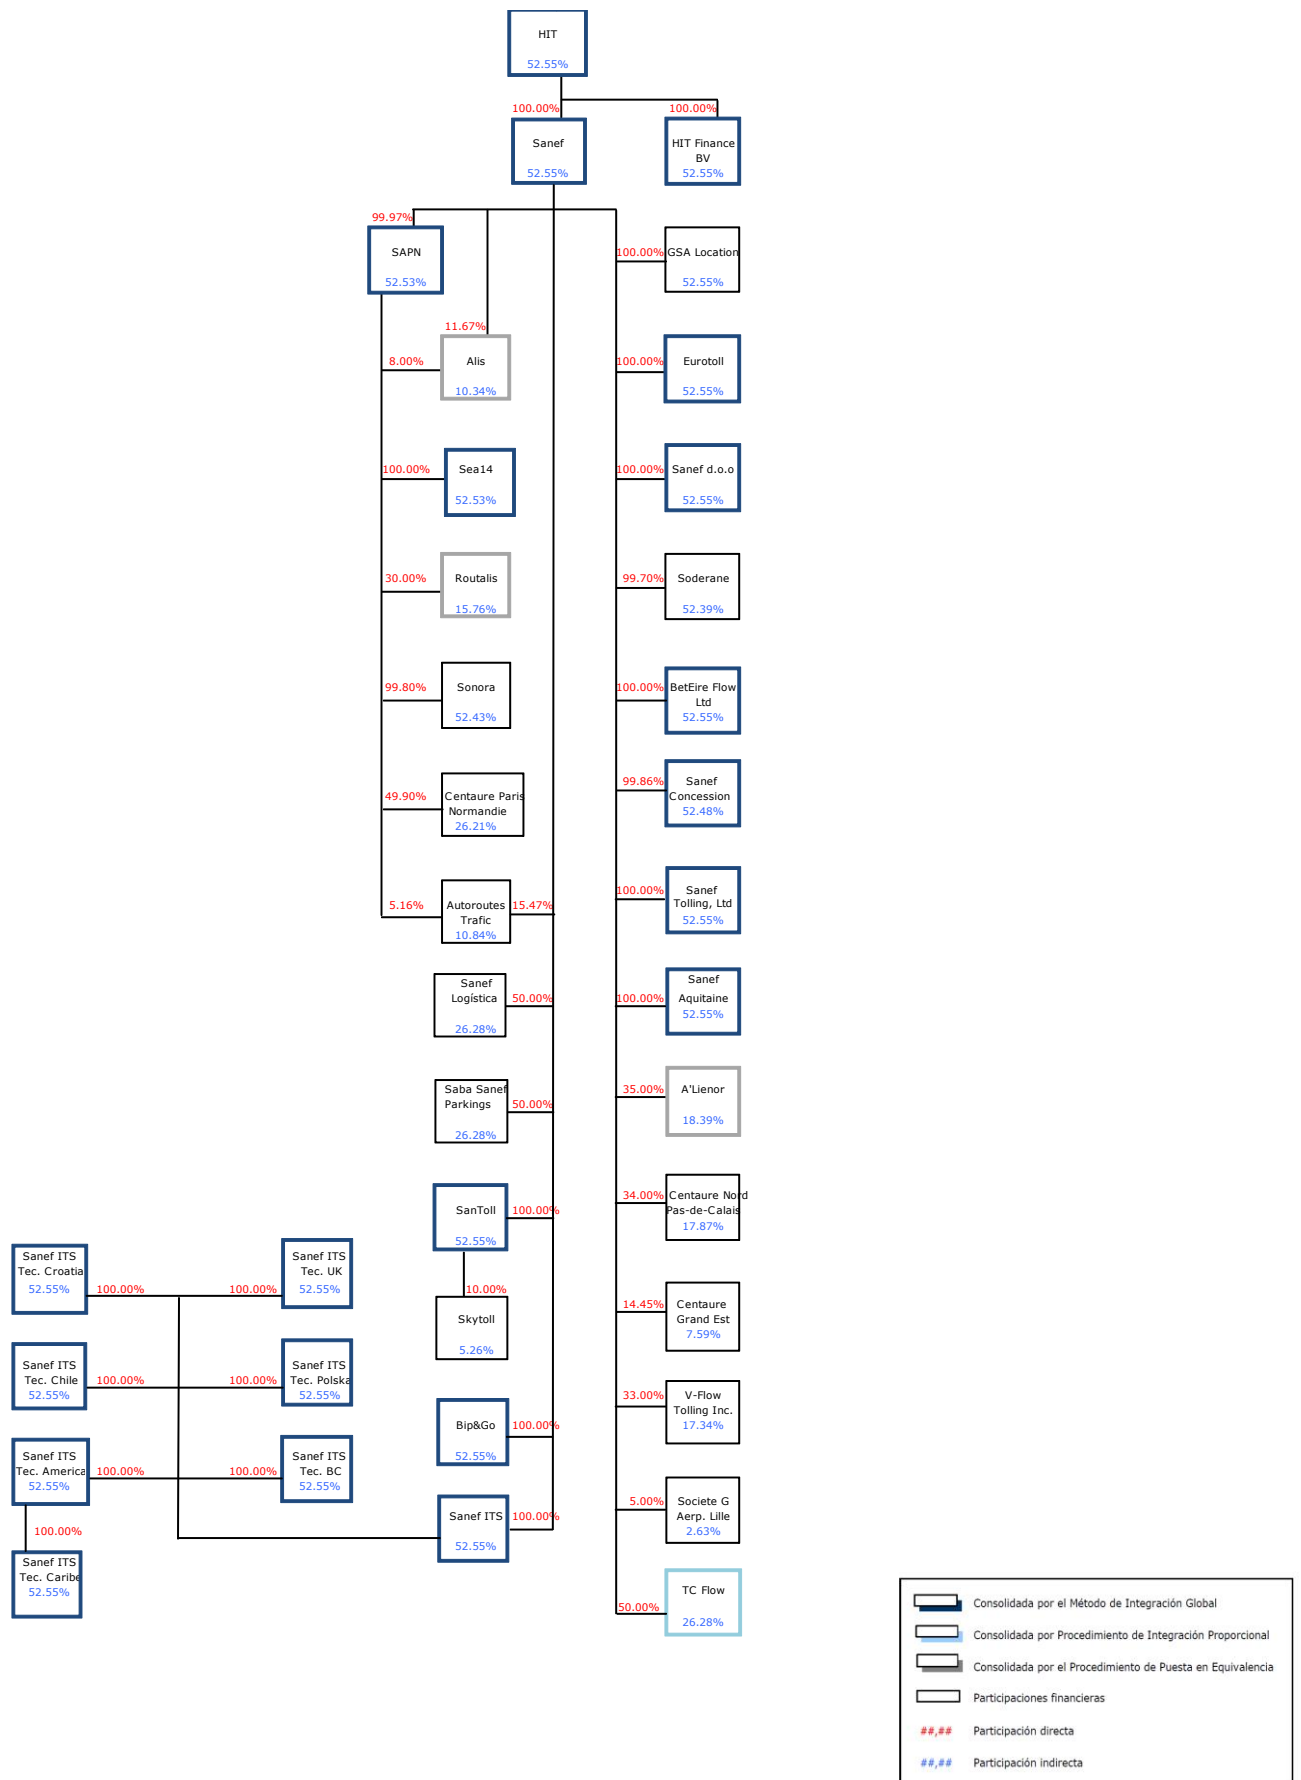 HIT
52.55%
100.00%
100.00%
Sanef
52.55%
HIT Finance
BV
52.55%
99.97%
SAPN
52.53%
100.00%
GSA Location
52.55%
11.67%
8.00%
Alis
10.34%
100.00%
Eurotoll
52.55%
100.00%
Sea14
52.53%
100.00%
Sanef d.o.o
52.55%
30.00%
Routalis
15.76%
99.70%
Soderane
52.39%
99.80%
Sonora
52.43%
100.00%
BetEire Flow
Ltd
52.55%
49.90%
Centaure Paris
Normandie
26.21%
99.86%
Sanef
Concession
52.48%
5.16%
Autoroutes
Trafic
10.84%
15.47%
100.00%
Sanef
Tolling, Ltd
52.55%
Sanef
Logística
26.28%
50.00%
100.00%
Sanef
Aquitaine
52.55%
Saba Sanef
Parkings
26.28%
50.00%
35.00%
A'Lienor
18.39%
SanToll
52.55%
100.00%
34.00%
Centaure Nord
Pas-de-Calais
17.87%
Sanef ITS
Tec. Croatia
52.55%
100.00%
100.00%
Sanef ITS
Tec. UK
52.55%
10.00%
Skytoll
5.26%
14.45%
Centaure
Grand Est
7.59%
Sanef ITS
Tec. Chile
52.55%
100.00%
100.00%
Sanef ITS
Tec. Polska
52.55%
Bip&Go
52.55%
100.00%
33.00%
V-Flow
Tolling Inc.
17.34%
Sanef ITS
Tec. America
52.55%
100.00%
100.00%
Sanef ITS
Tec. BC
52.55%
Sanef ITS
52.55%
100.00%
5.00%
Societe G
Aerp. Lille
2.63%
100.00%
Sanef ITS
Tec. Caribe
52.55%
50.00%
TC Flow
26.28%
Consolidada por el Método de Integración Global
Consolidada por Procedimiento de Integración Proporcional
Consolidada por el Procedimiento de Puesta en Equivalencia
Participaciones financieras
##,## Participación directa
##,## Participación indirecta